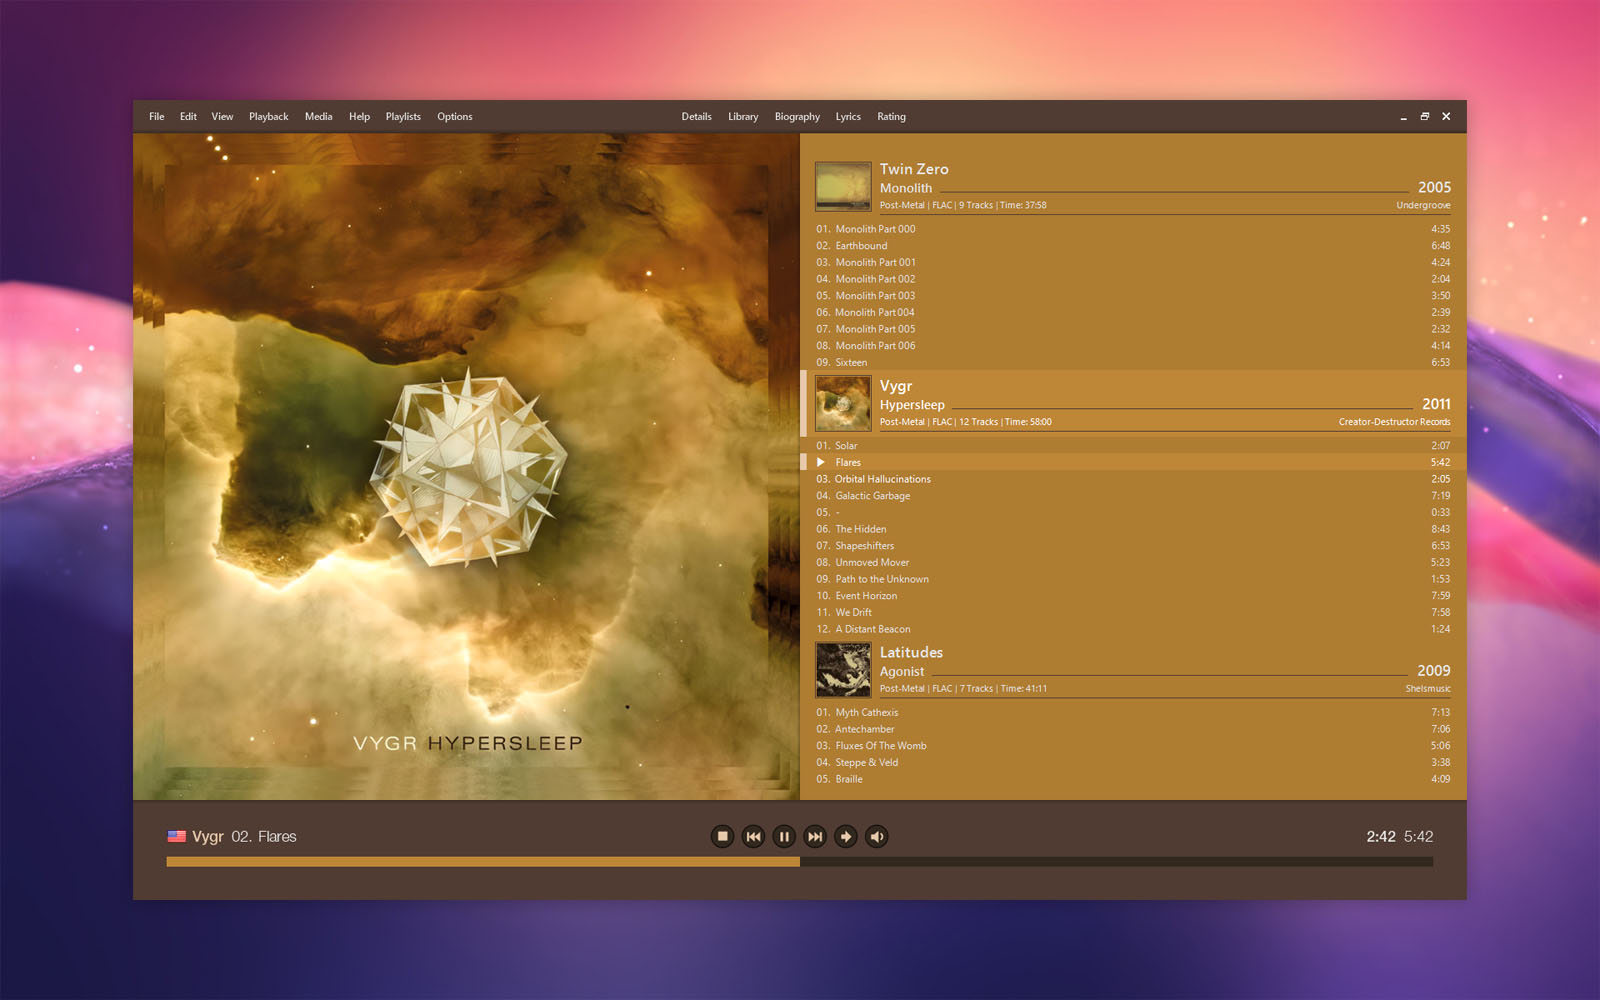 File Edit View Playback Media Help Playlists Options Details Library Biography Lyrics Rating
Twin Zero
Monolith 2005
Post-Metal | FLAC | 9 Tracks | Time: 37:58 Undergroove
01. Monolith Part 000 4:35
02. Earthbound 6:48
03. Monolith Part 001 4:24
04. Monolith Part 002 2:04
05. Monolith Part 003 3:50
06. Monolith Part 004 2:39
07. Monolith Part 005 2:32
08. Monolith Part 006 4:14
09. Sixteen 6:53
Vygr
Hypersleep 2011
Post-Metal | FLAC | 12 Tracks | Time: 58:00 Creator-Destructor Records
01. Solar 2:07
Flares 5:42
03. Orbital Hallucinations 2:05
04. Galactic Garbage 7:19
05. - 0:33
06. The Hidden 8:43
07. Shapeshifters 6:53
08. Unmoved Mover 5:23
09. Path to the Unknown 1:53
10. Event Horizon 7:59
11. We Drift 7:58
12. A Distant Beacon 1:24
Latitudes
Agonist 2009
Post-Metal | FLAC | 7 Tracks | Time: 41:11 Shelsmusic
01. Myth Cathexis 7:13
02. Antechamber 7:06
03. Fluxes Of The Womb 5:06
04. Steppe & Veld 3:38
05. Braille 4:09
VYGR HYPERSLEEP
Vygr 02. Flares 2:42 5:42